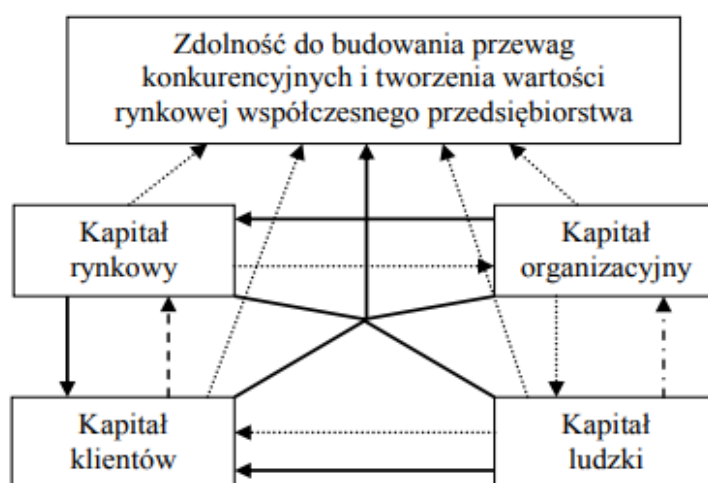 Zdolność do budowania przewag
konkurencyjnych i tworzenia wartości
rynkowej współczesnego przedsiębiorstwa
Kapitał
rynkowy
Kapitał
organizacyjny
Kapitał
klientów
Kapitał
ludzki